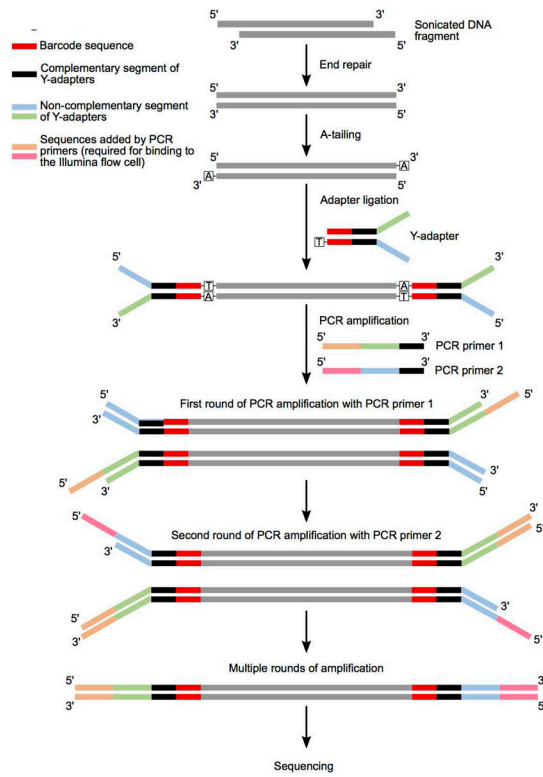 5'
3'
Sonicated DNA
fragment
3'
5'
Barcode sequence
Complementary segment of
Y-adapters
Non-complementary segment
of Y-adapters
Sequences added by PCR
primers (required for binding to
the Illumina flow cell)
End repair
5'
3'
3'
5'
A-tailing
5'
3'
A
A
3'
5'
Adapter ligation
T
Y-adapter
5'
3'
T
A
A
T
3'
5'
PCR amplification
5'
3'
PCR primer 1
5'
3'
PCR primer 2
First round of PCR amplification with PCR primer 1
5'
3'
3'
5'
5'
3'
3'
5'
Second round of PCR amplification with PCR primer 2
5'
3'
3'
5'
5'
3'
3'
5'
Multiple rounds of amplification
5'
3'
3'
5'
Sequencing